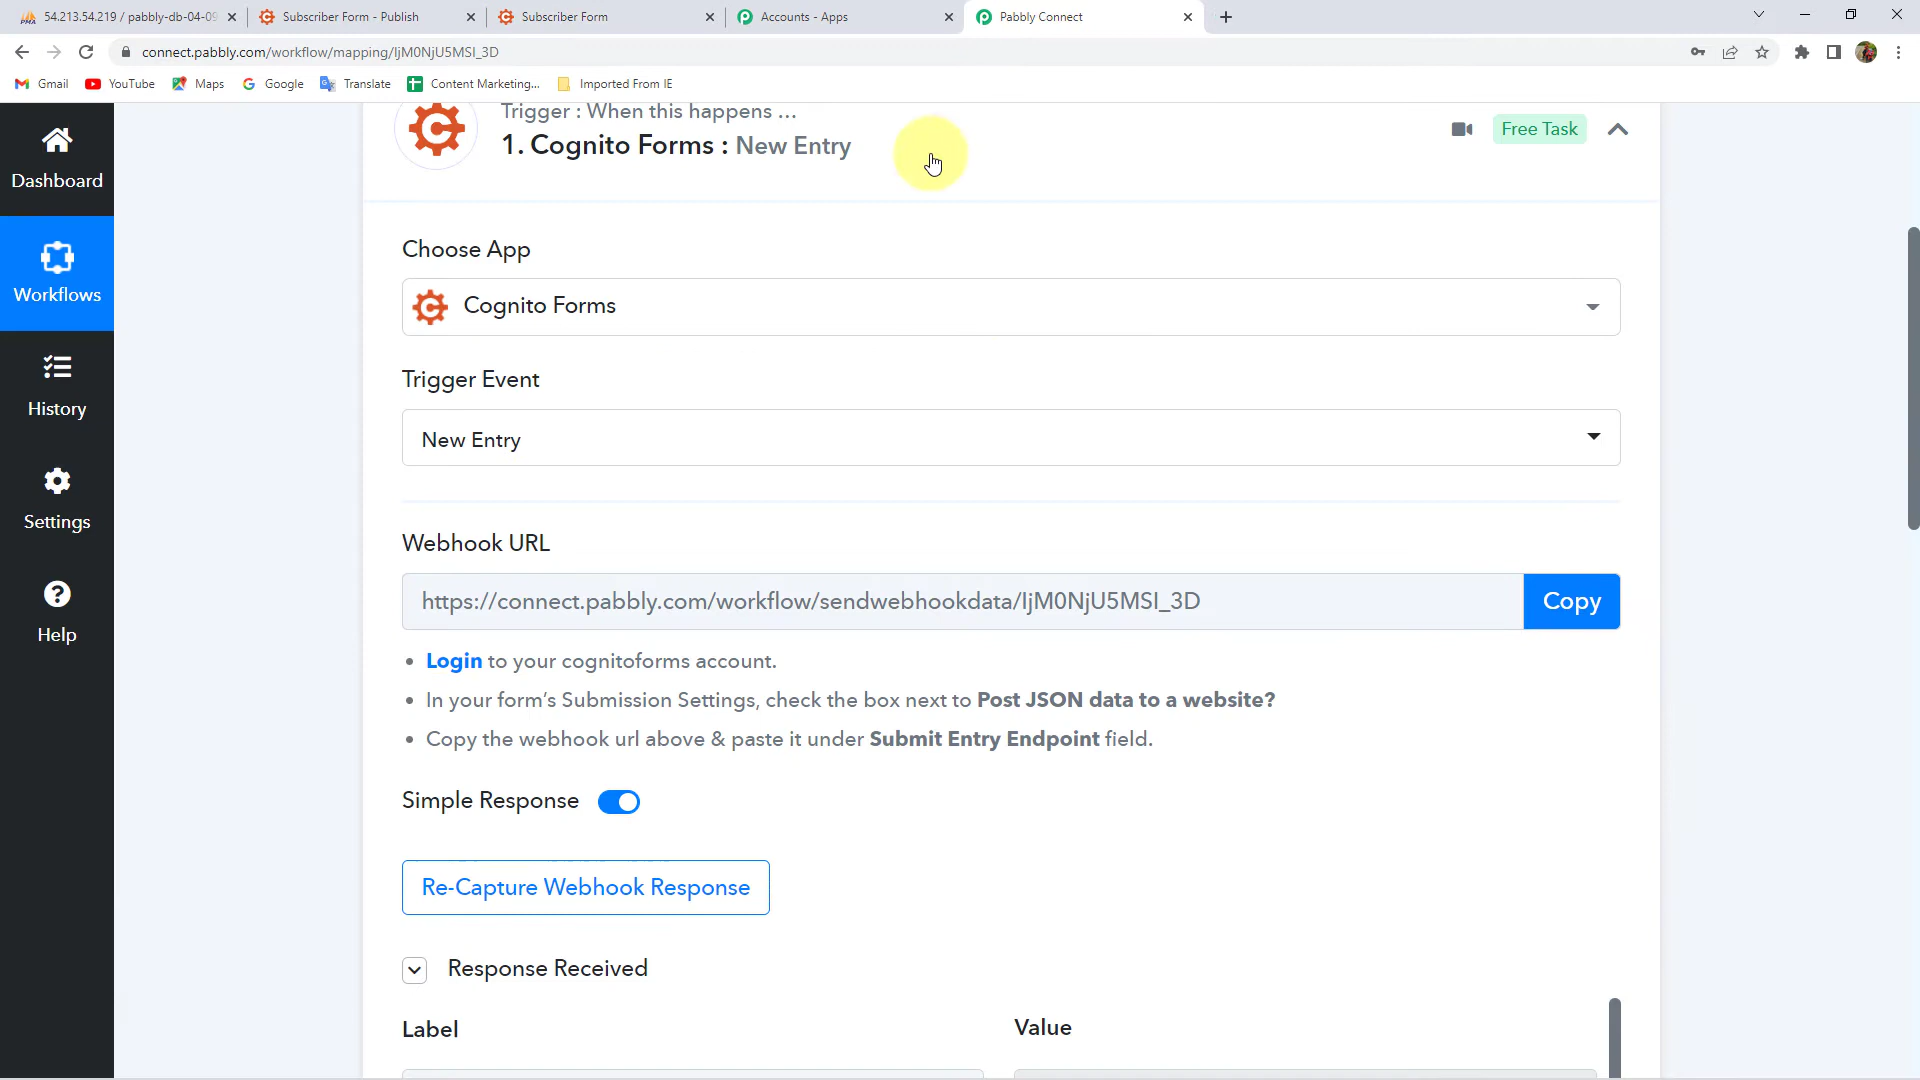 54.213.54.219 / pabbly-db-04-09
Subscriber Form - Publish
Subscriber Form
Accounts - Apps
Pabbly Connect
connect.pabbly.com/workflow/mapping/IjM0NjU5MSI_3D
Gmail
YouTube
Maps
Google
Translate
Content Marketing...
Imported From IE
Dashboard
Workflows
History
Settings
Help
Trigger : When this happens ...
1. Cognito Forms : New Entry
Free Task
Choose App
Cognito Forms
Trigger Event
New Entry
Webhook URL
https://connect.pabbly.com/workflow/sendwebhookdata/IjM0NjU5MSI_3D
Copy
• Login to your cognitoforms account.
• In your form’s Submission Settings, check the box next to Post JSON data to a website?
• Copy the webhook url above & paste it under Submit Entry Endpoint field.
Simple Response
Re-Capture Webhook Response
Response Received
Label
Value